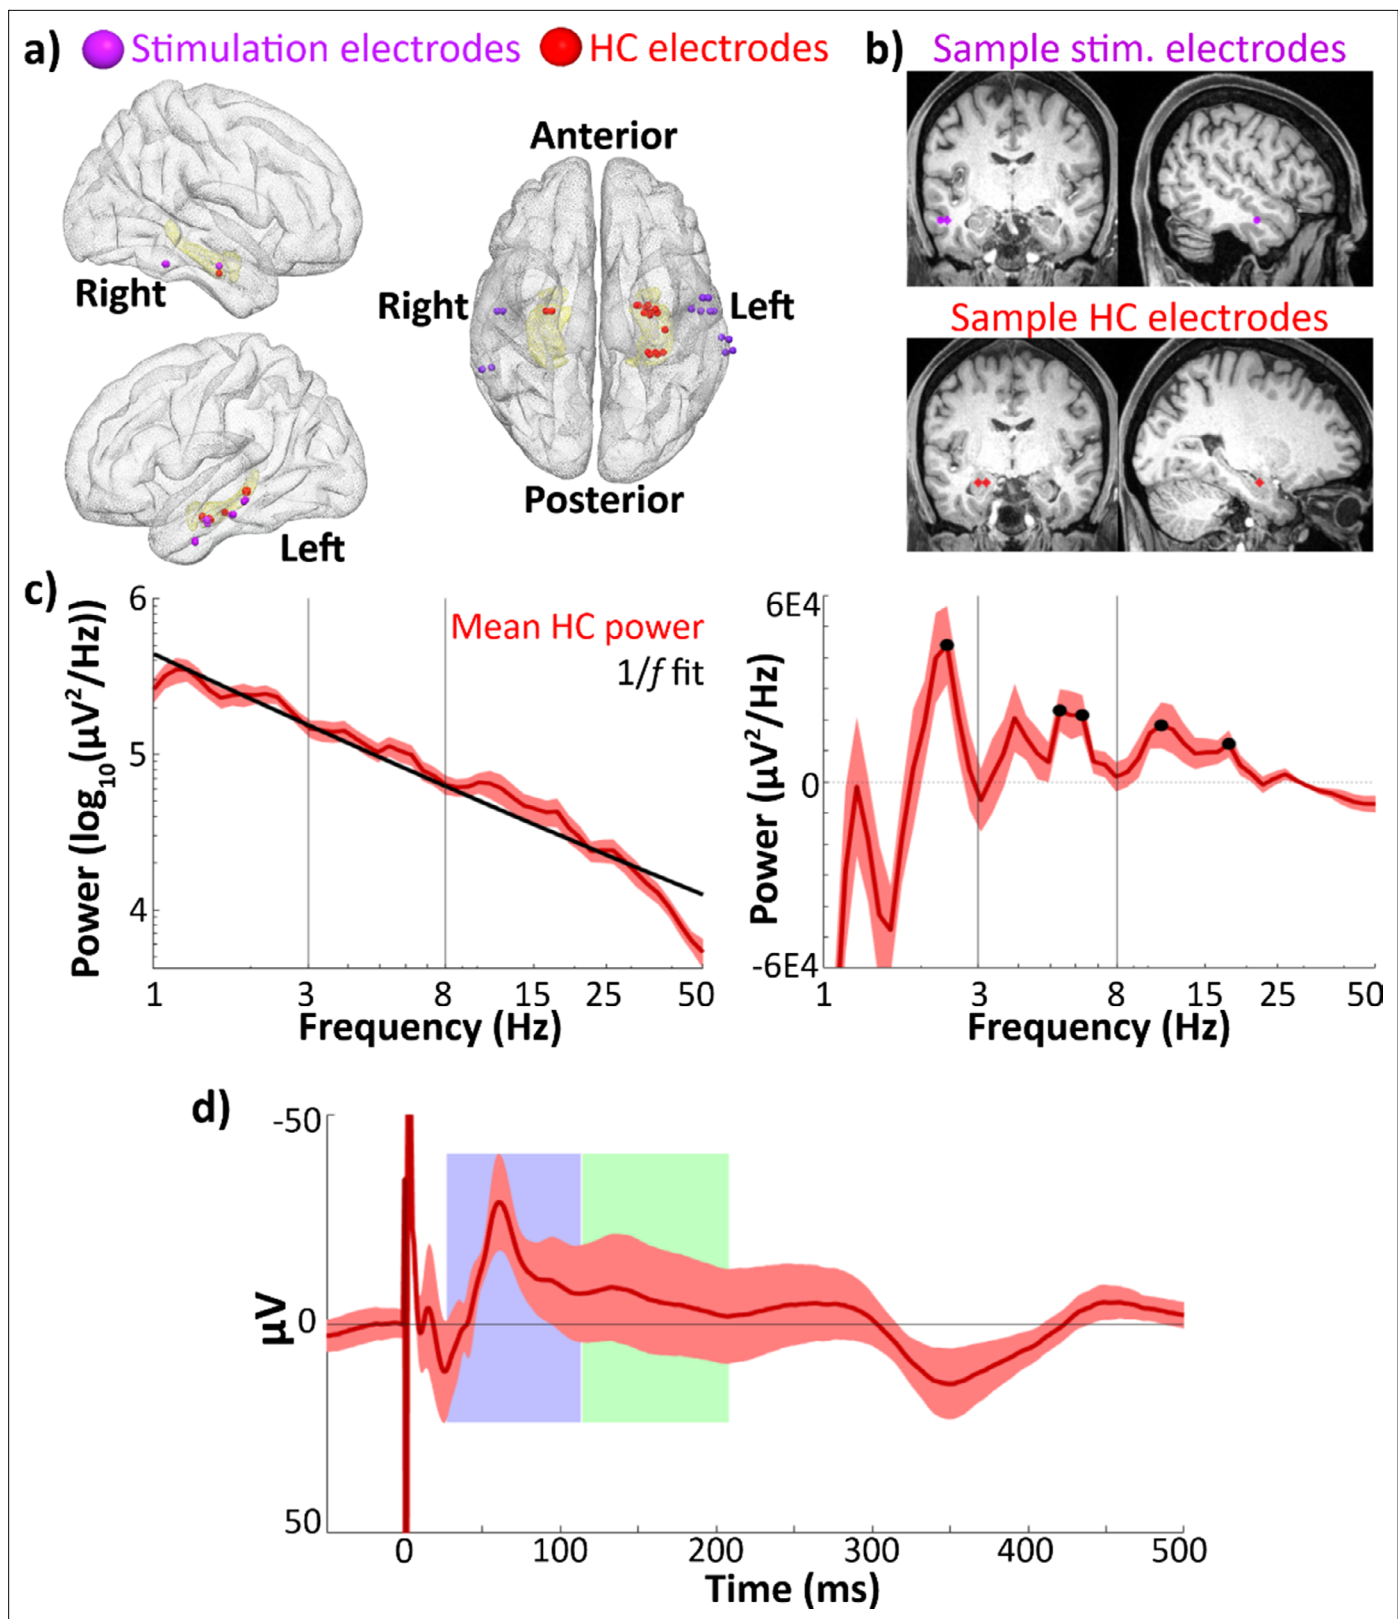 a) Stimulation electrodes HC electrodes
Anterior
Right
Right
Left
Left
Posterior
b) Sample stim. electrodes
Sample HC electrodes
c)
Power (log10(μV²/Hz))
6
5
4
Mean HC power
1/f fit
1 3 8 15 25 50
Frequency (Hz)
Power (μV²/Hz)
6E4
0
-6E4
1 3 8 15 25 50
Frequency (Hz)
d)
μV
-50
0
50
0 100 200 300 400 500
Time (ms)